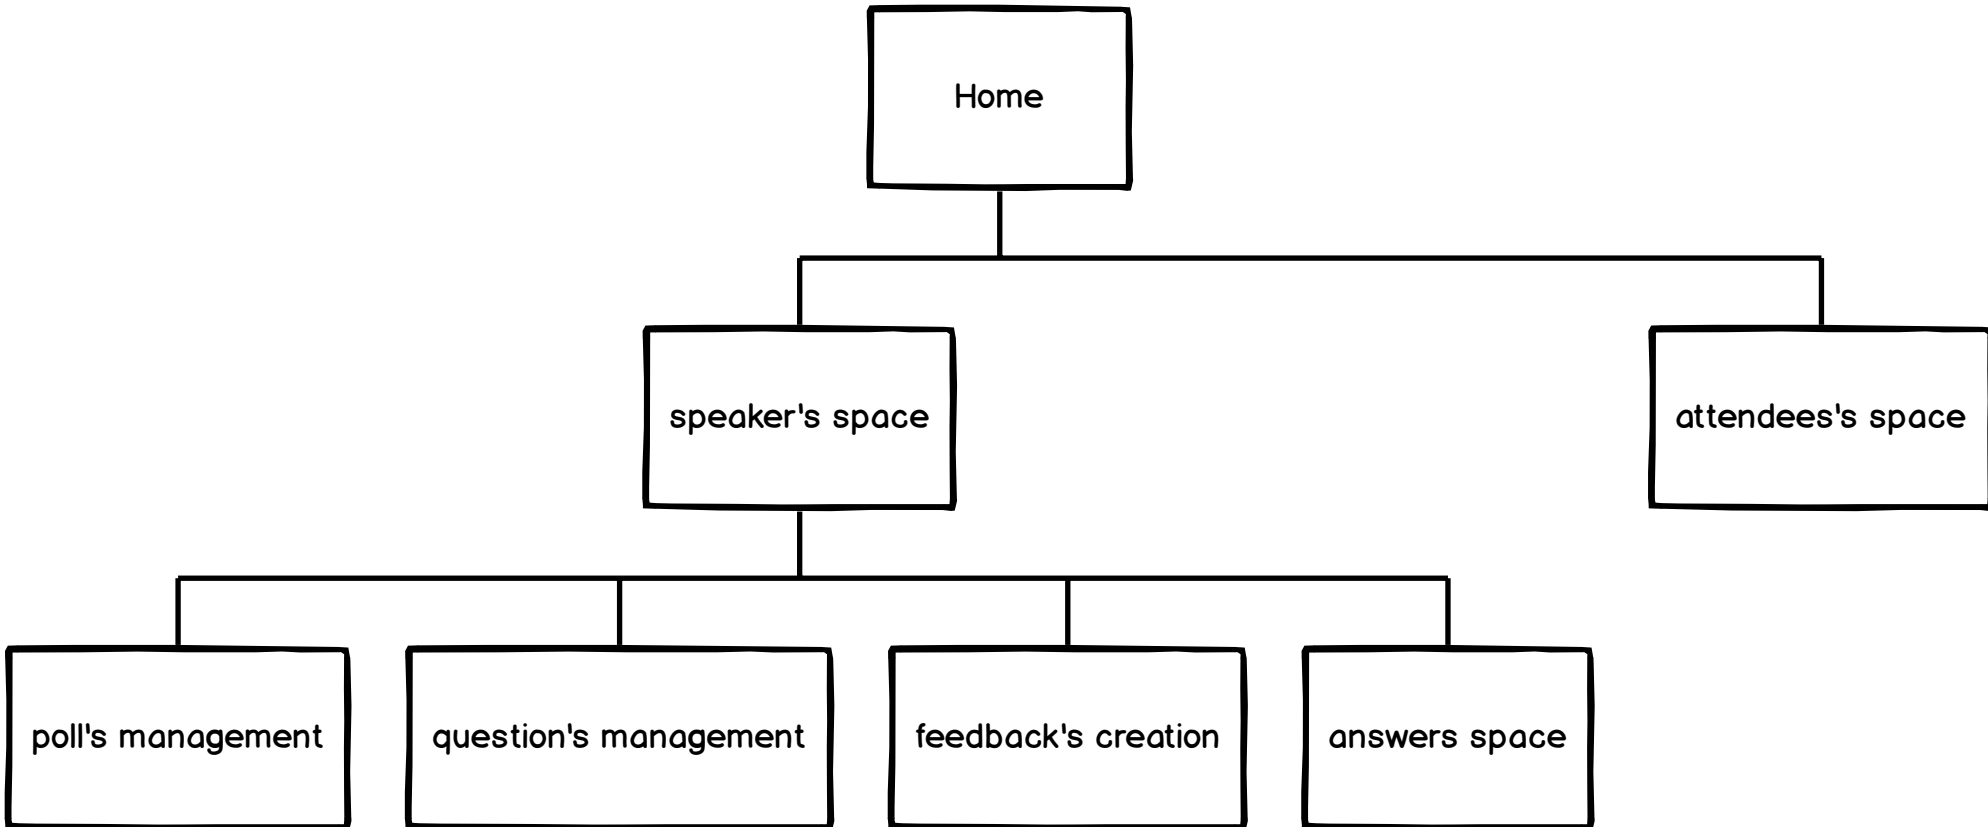 Home
speaker's space
attendees's space
poll's management
question's management
feedback's creation
answers space